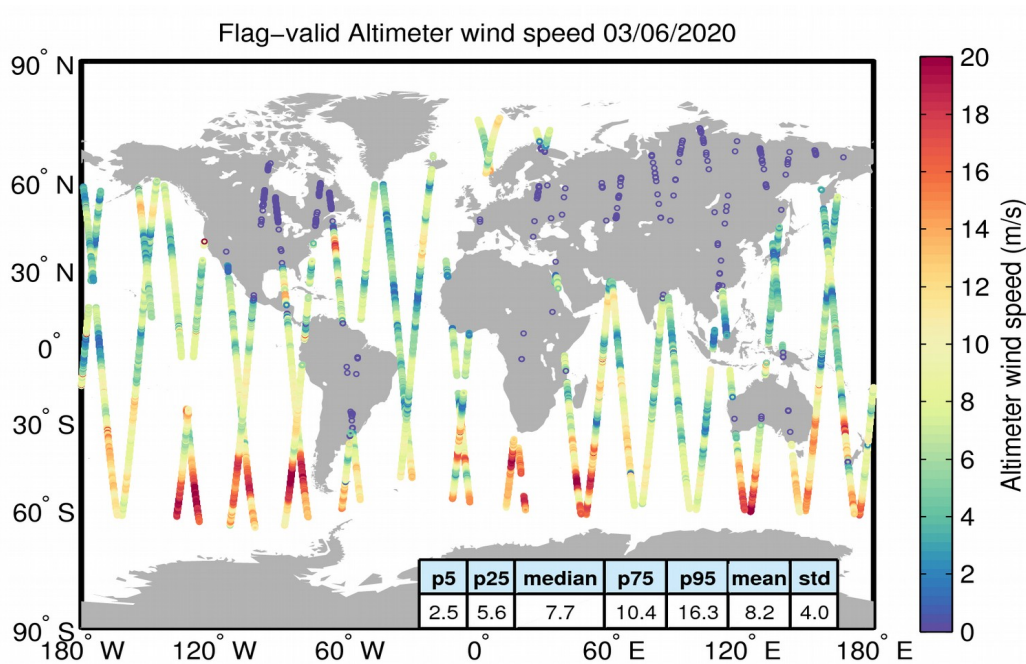 Flag-valid Altimeter wind speed 03/06/2020
90° N
60° N
30° N
0°
30° S
60° S
90° S
180° W 120° W 60° W 0° 60° E 120° E 180° E
p5 p25 median p75 p95 mean std
2.5 5.6 7.7 10.4 16.3 8.2 4.0
20
18
16
14
12
10
8
6
4
2
0
Altimeter wind speed (m/s)